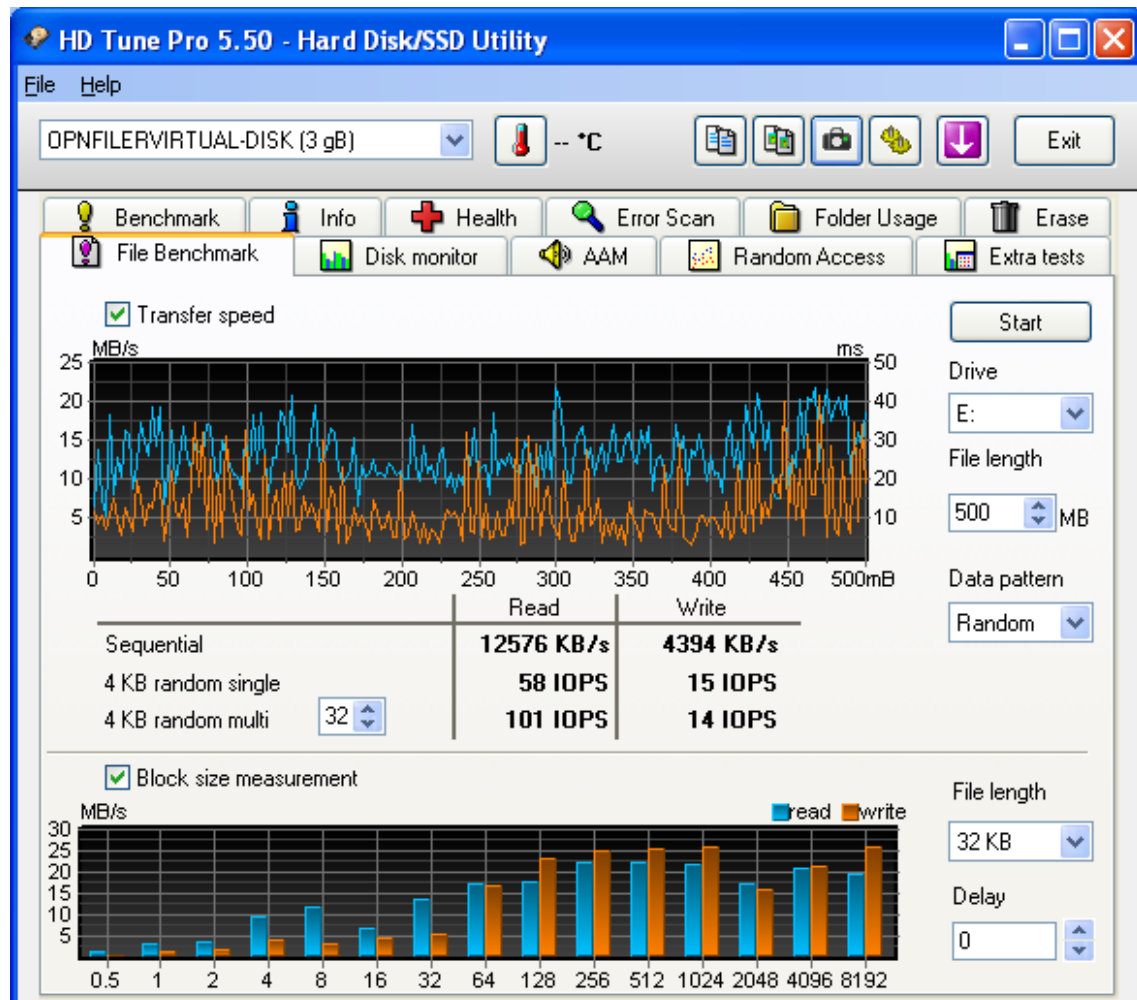 HD Tune Pro 5.50 - Hard Disk/SSD Utility
File Help
OPNFILERVIRTUAL-DISK (3 gB) -- °C Exit
Benchmark Info Health Error Scan Folder Usage Erase
File Benchmark Disk monitor AAM Random Access Extra tests
Transfer speed
Start
MB/s ms
25 50
20 40
15 30
10 20
5 10
0 50 100 150 200 250 300 350 400 450 500mB
Drive
E:
File length
500 MB
Data pattern
Random
Read Write
Sequential 12576 KB/s 4394 KB/s
4 KB random single 58 IOPS 15 IOPS
4 KB random multi 32 101 IOPS 14 IOPS
Block size measurement
MB/s read write
30
25
20
15
10
5
0.5 1 2 4 8 16 32 64 128 256 512 1024 2048 4096 8192
File length
32 KB
Delay
0